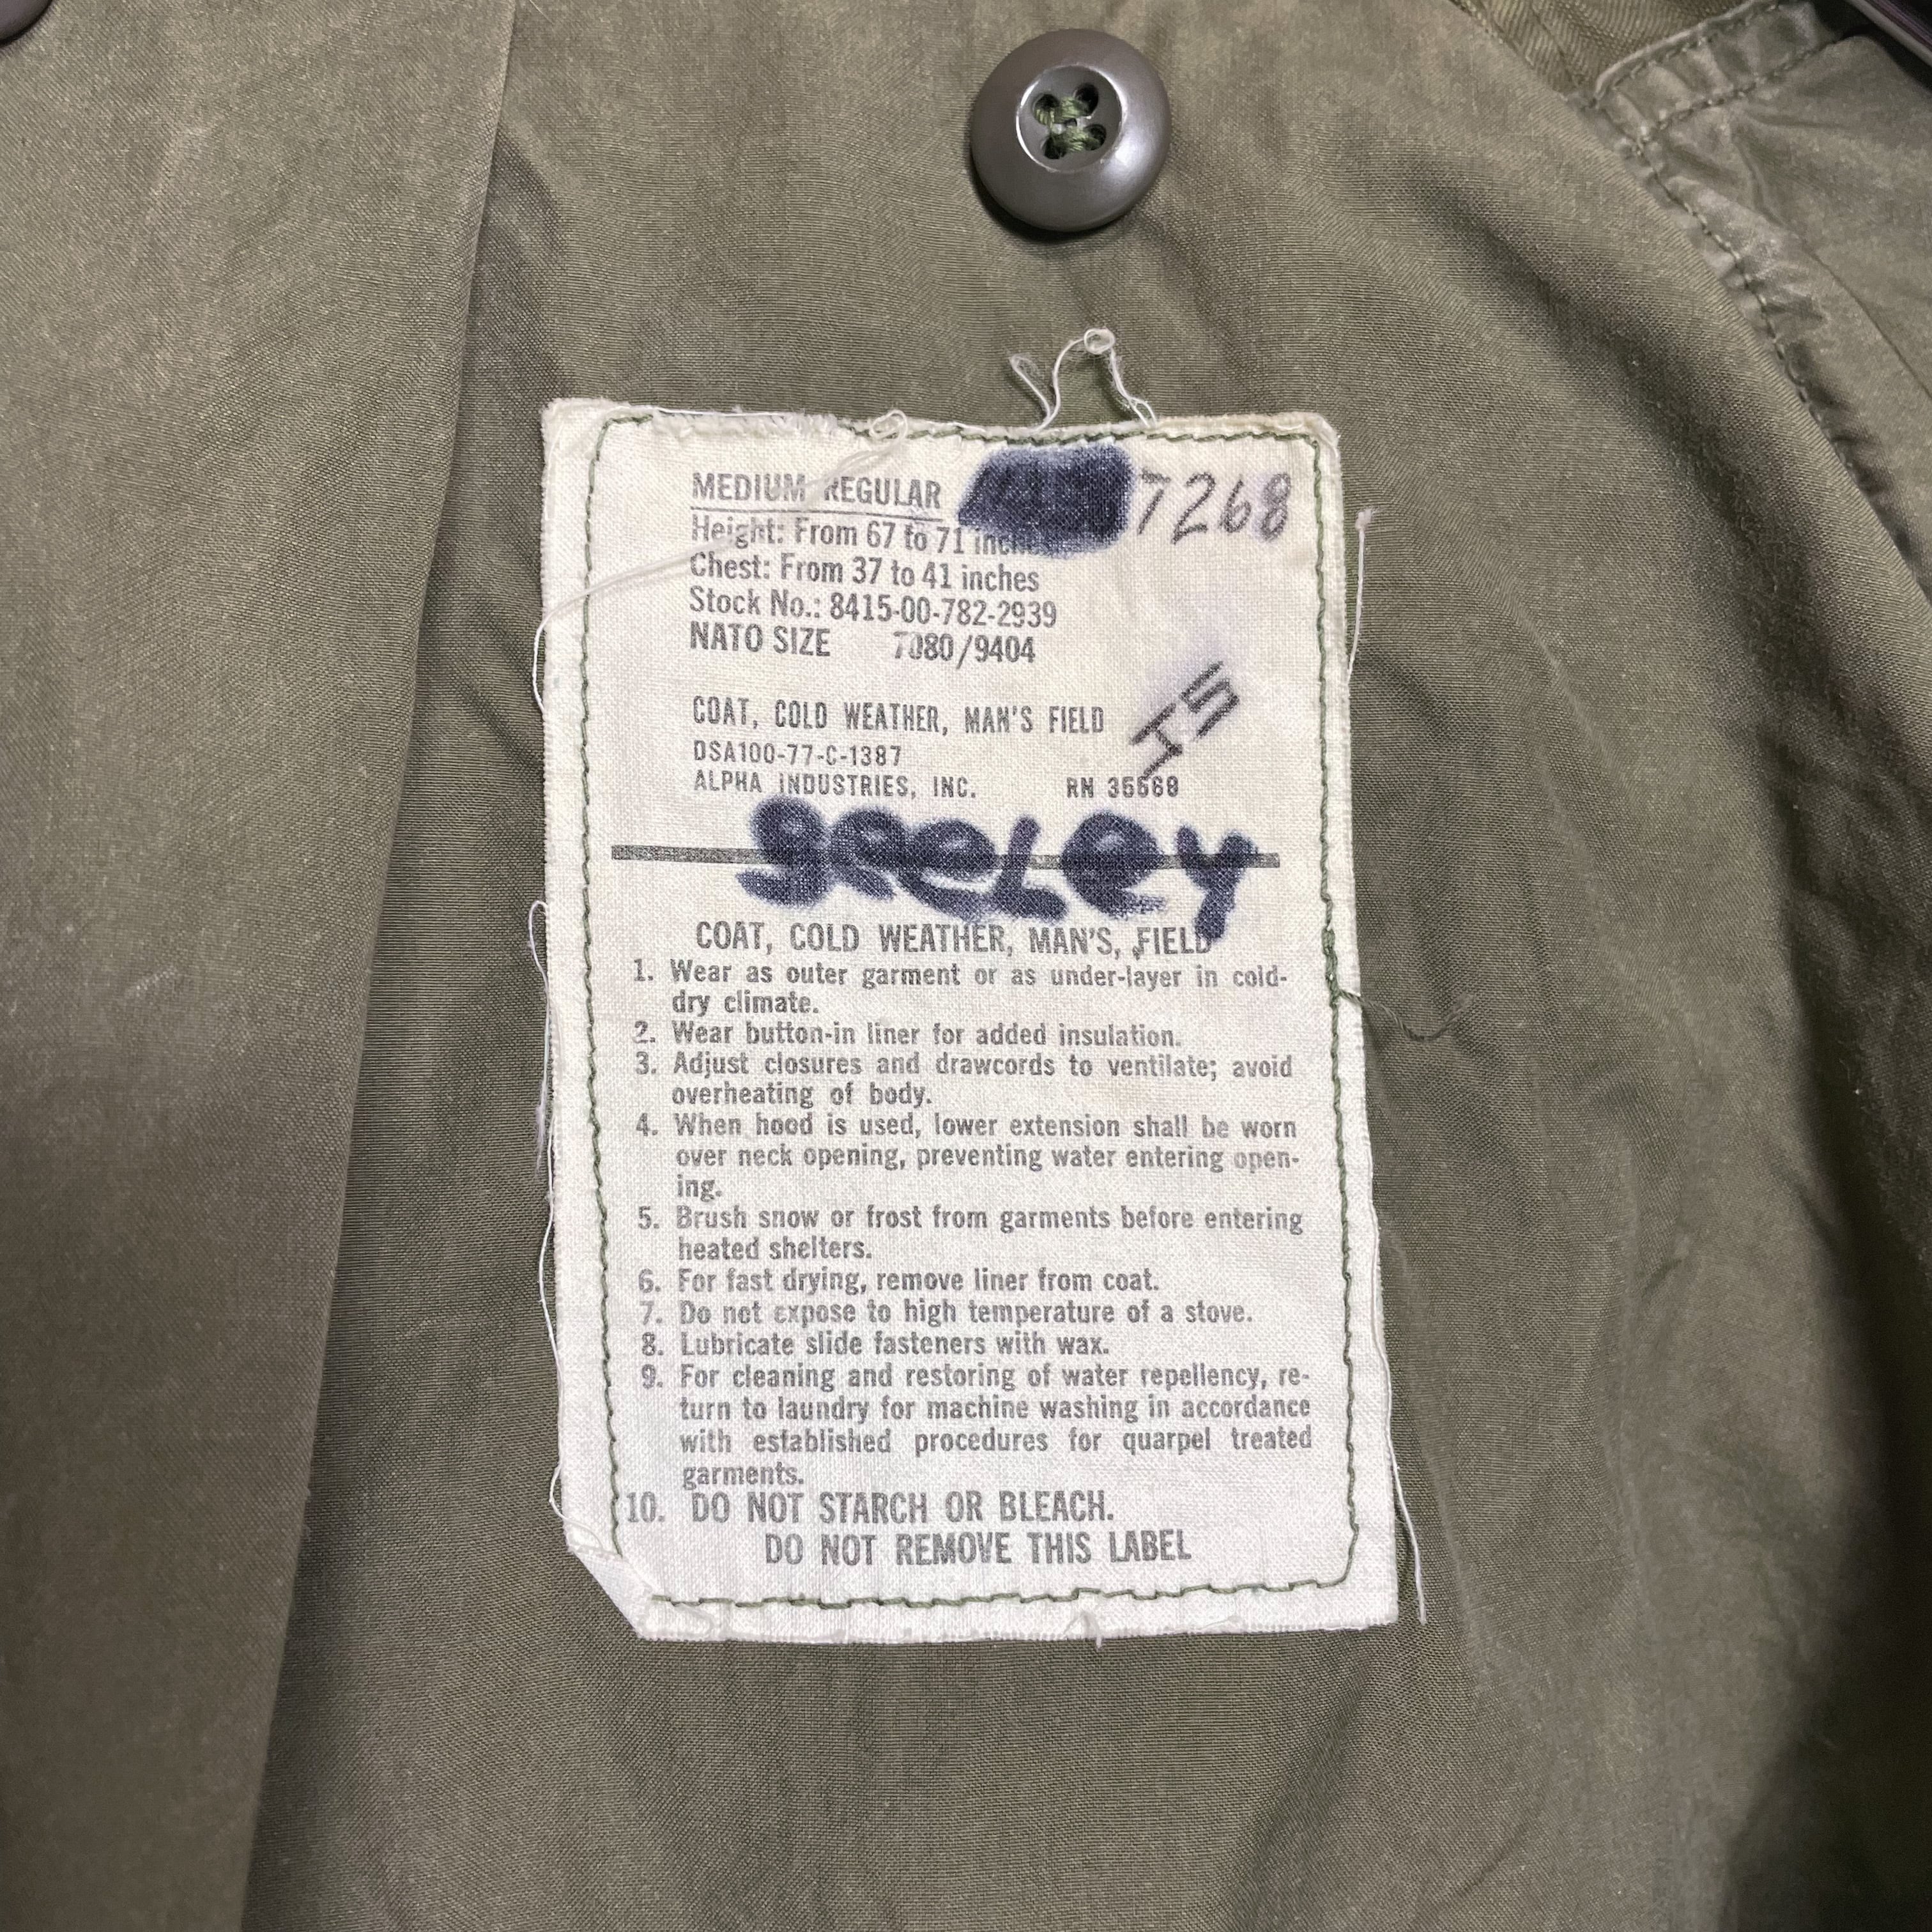 MEDIUM REGULAR 7268
Height: From 67 to 71 inches
Chest: From 37 to 41 inches
Stock No.: 8415-00-782-2939
NATO SIZE 7080/9404
IS
COAT, COLD WEATHER, MAN'S FIELD
DSA100-77-C-1387
ALPHA INDUSTRIES, INC. RN 35568
SeeLey
COAT, COLD WEATHER, MAN'S, FIELD
1. Wear as outer garment or as under-layer in cold-
dry climate.
2. Wear button-in liner for added insulation.
3. Adjust closures and drawcords to ventilate; avoid
overheating of body.
4. When hood is used, lower extension shall be worn
over neck opening, preventing water entering open-
ing.
5. Brush snow or frost from garments before entering
heated shelters.
6. For fast drying, remove liner from coat.
7. Do not expose to high temperature of a stove.
8. Lubricate slide fasteners with wax.
9. For cleaning and restoring of water repellency, re-
turn to laundry for machine washing in accordance
with established procedures for quarpel treated
garments.
10. DO NOT STARCH OR BLEACH.
DO NOT REMOVE THIS LABEL